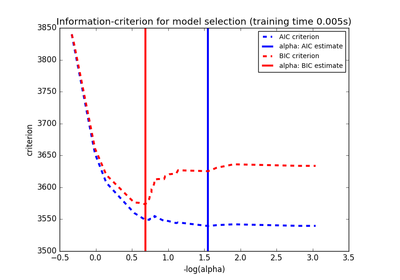 Information-criterion for model selection (training time 0.005s)
3850
3800
3750
3700
3650
3600
3550
3500
criterion
AIC criterion
alpha: AIC estimate
BIC criterion
alpha: BIC estimate
−0.5 0.0 0.5 1.0 1.5 2.0 2.5 3.0 3.5
-log(alpha)